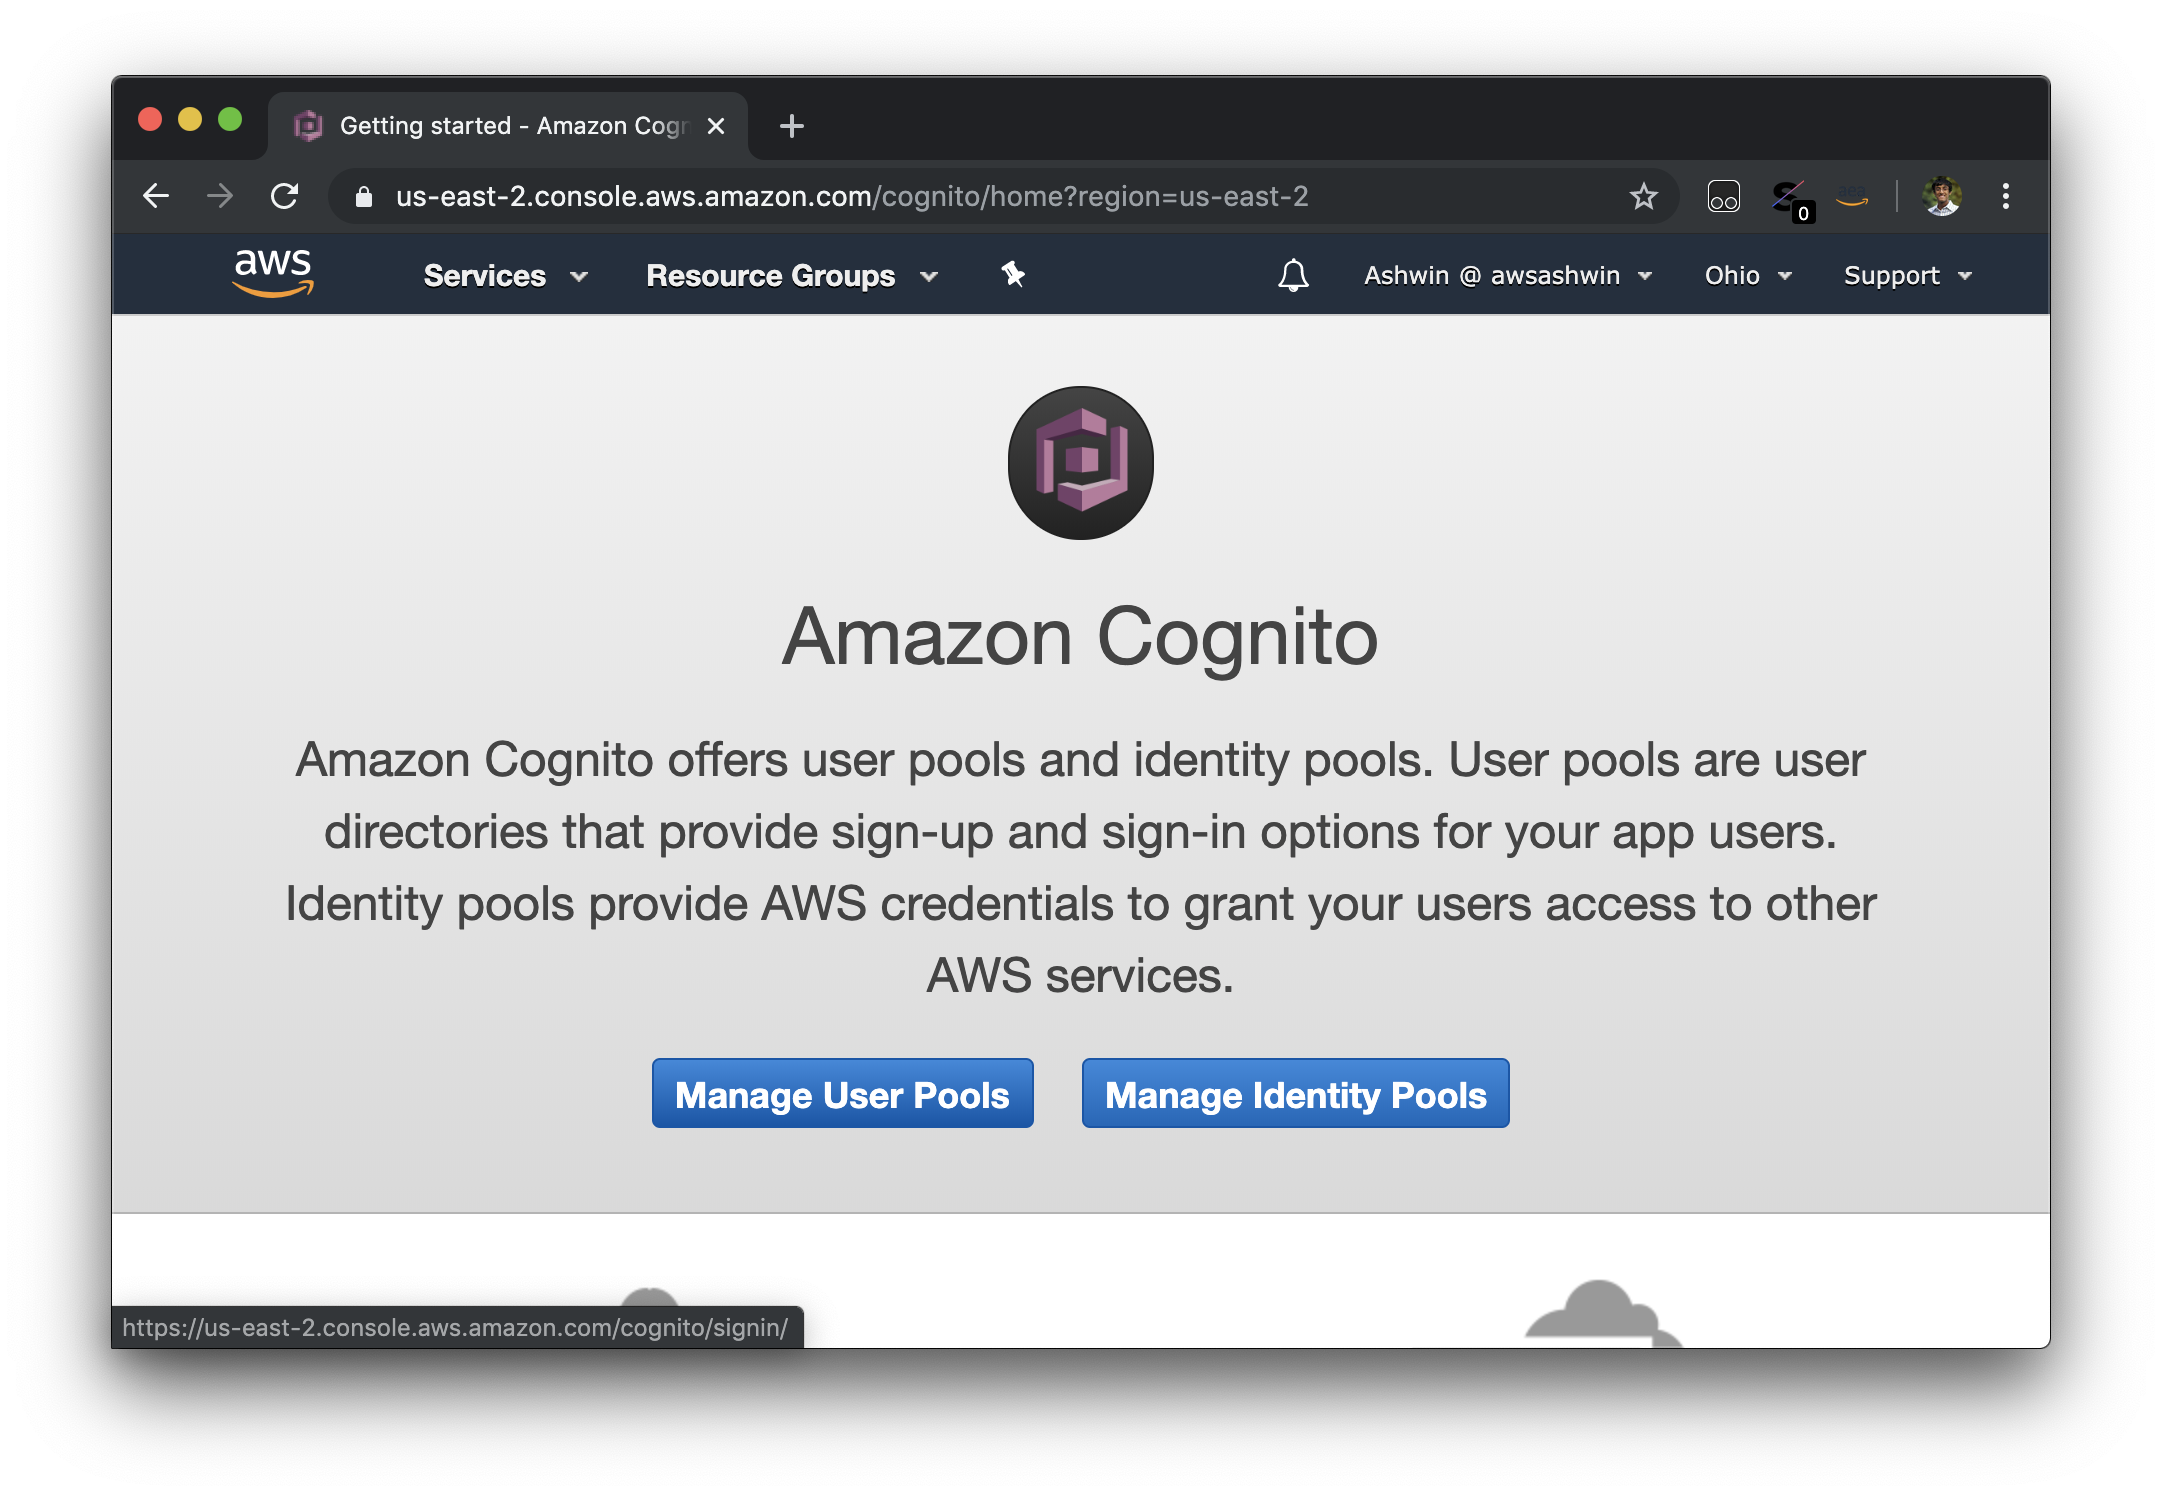 Getting started - Amazon Cogn
us-east-2.console.aws.amazon.com/cognito/home?region=us-east-2
0
aws
Services
Resource Groups
Ashwin @ awsashwin
Ohio
Support
Amazon Cognito
Amazon Cognito offers user pools and identity pools. User pools are user
directories that provide sign-up and sign-in options for your app users.
Identity pools provide AWS credentials to grant your users access to other
AWS services.
Manage User Pools
Manage Identity Pools
https://us-east-2.console.aws.amazon.com/cognito/signin/